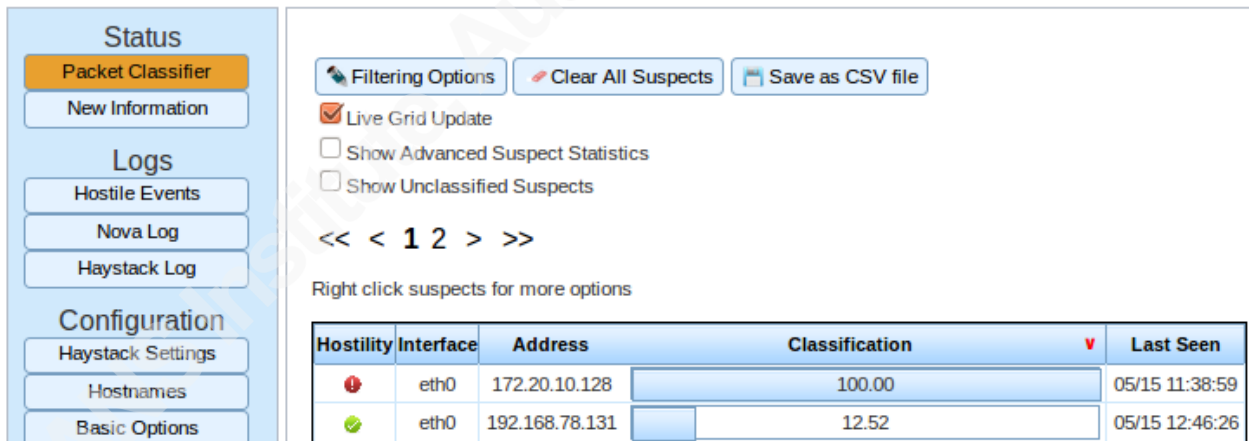 Status
Packet Classifier
New Information
Logs
Hostile Events
Nova Log
Haystack Log
Configuration
Haystack Settings
Hostnames
Basic Options
Filtering Options Clear All Suspects Save as CSV file
Live Grid Update
Show Advanced Suspect Statistics
Show Unclassified Suspects
<< < 1 2 > >>
Right click suspects for more options
Hostility Interface Address Classification v Last Seen
eth0 172.20.10.128 100.00 05/15 11:38:59
eth0 192.168.78.131 12.52 05/15 12:46:26